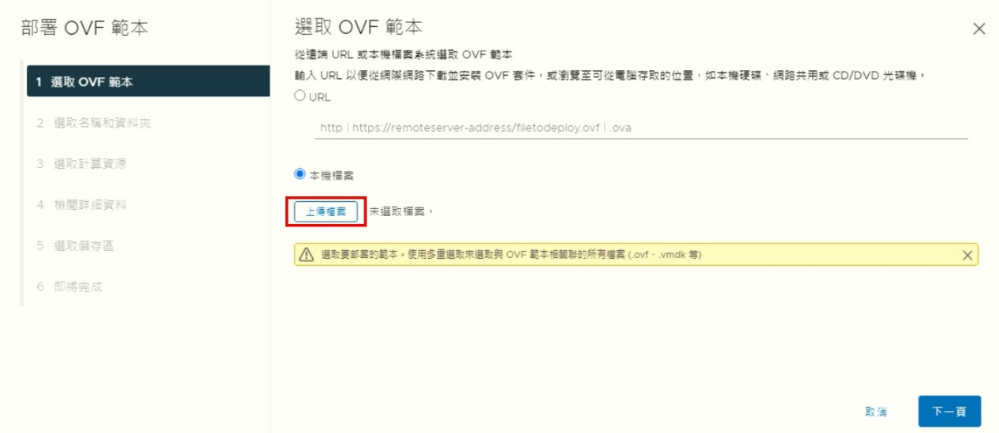 部署 OVF 範本
1 選取 OVF 範本
2 選取名稱和資料夾
3 選取計算資源
4 檢閱詳細資料
5 選取儲存區
6 即將完成
選取 OVF 範本
從遠端 URL 或本機檔案系統選取 OVF 範本
輸入 URL 以便從網際網路下載並安裝 OVF 套件，或瀏覽至可從電腦存取的位置，如本機硬碟、網路共用或 CD/DVD 光碟機。
URL
http | https://remoteserver-address/filetodeploy.ovf | .ova
本機檔案
上傳檔案 未選取檔案。
選取要部署的範本。使用多重選取來選取與 OVF 範本相關聯的所有檔案 (.ovf、.vmdk 等)
取消 下一頁